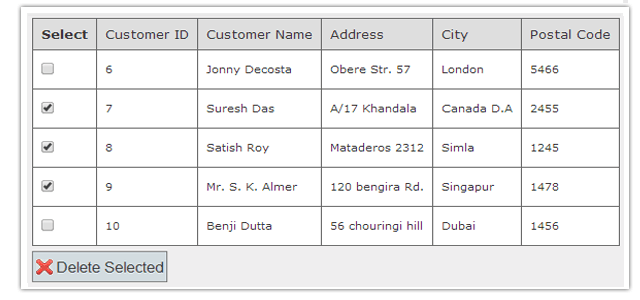 Select Customer ID Customer Name Address City Postal Code
6 Jonny Decosta Obere Str. 57 London 5466
7 Suresh Das A/17 Khandala Canada D.A 2455
8 Satish Roy Mataderos 2312 Simla 1245
9 Mr. S. K. Almer 120 bengira Rd. Singapur 1478
10 Benji Dutta 56 chouringi hill Dubai 1456
Delete Selected